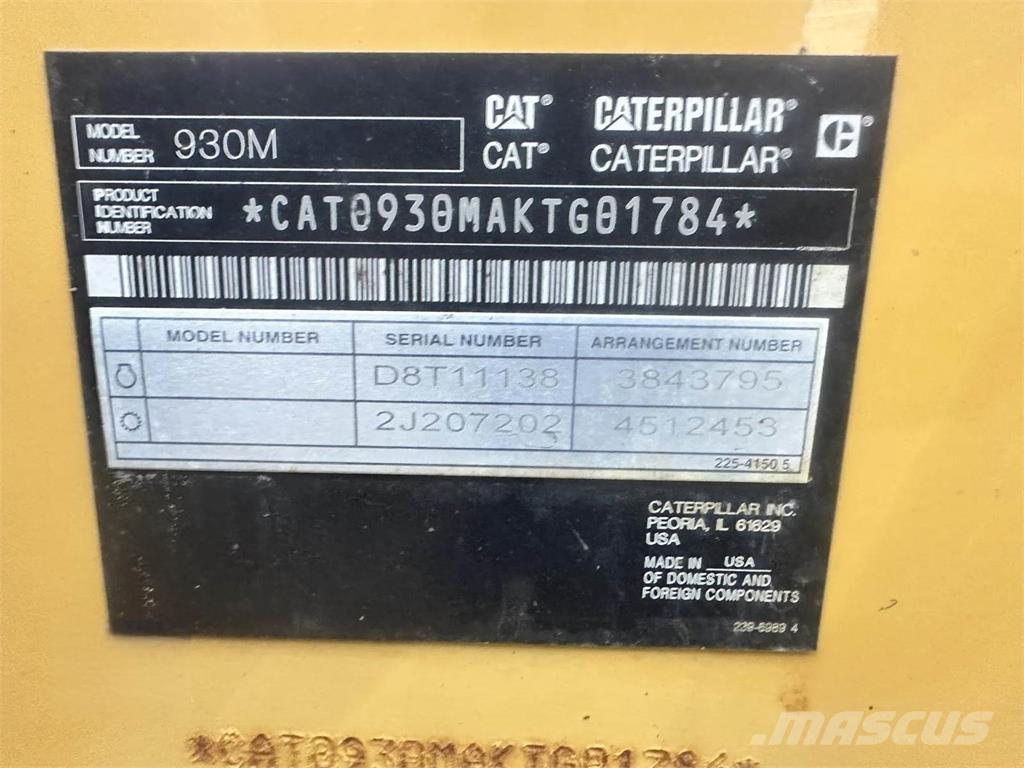 CAT® CATERPILLAR®
CAT® CATERPILLAR®
MODEL NUMBER 930M
PRODUCT IDENTIFICATION NUMBER *CAT0930MAKTG01784*
MODEL NUMBER SERIAL NUMBER ARRANGEMENT NUMBER
D8T11138 3843795
2J207202 4512453
225-4150 5
CATERPILLAR INC.
PEORIA, IL 61629
USA
MADE IN USA
OF DOMESTIC AND
FOREIGN COMPONENTS
239-6989 4
MASCUS
*CAT0930MAKTG01784*